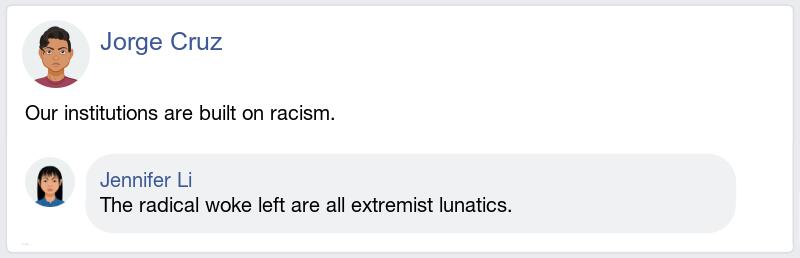 Jorge Cruz
Our institutions are built on racism.
Jennifer Li
The radical woke left are all extremist lunatics.